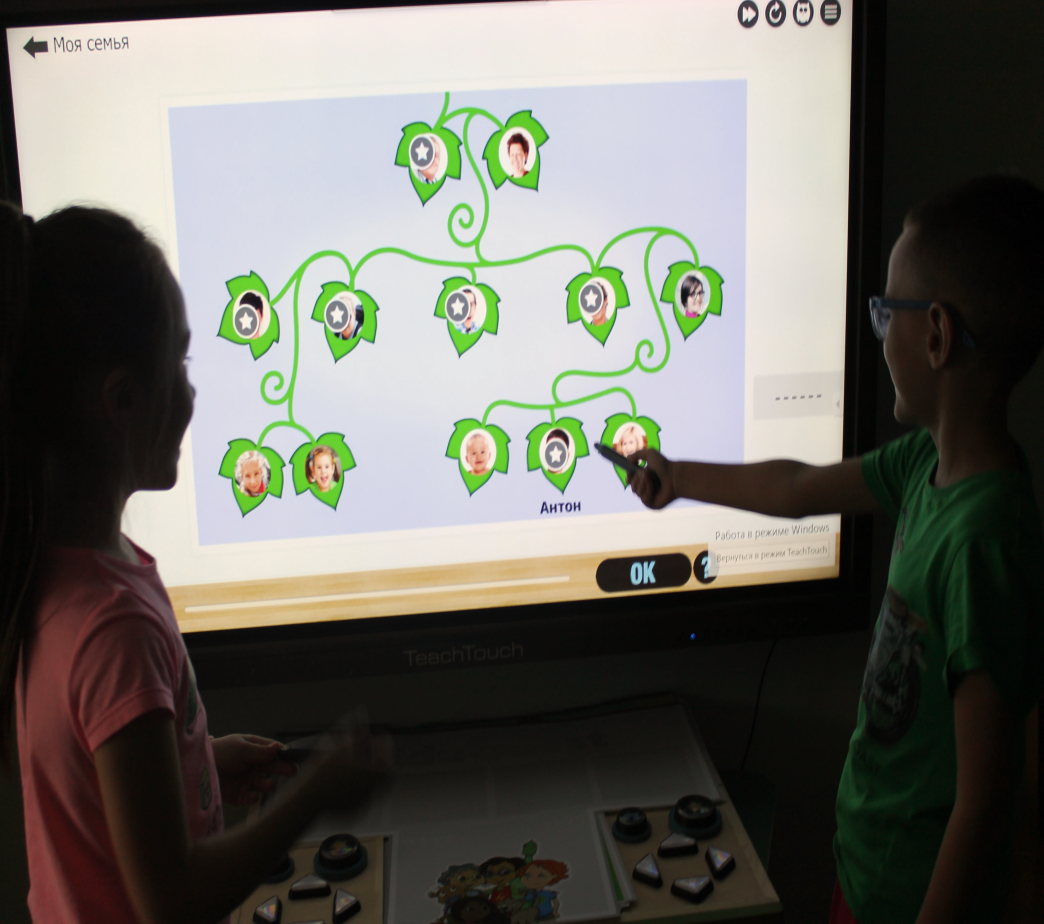 Моя семья
Антон
Работа в режиме Windows
Вернуться в режим TeachTouch
OK
?
TeachTouch